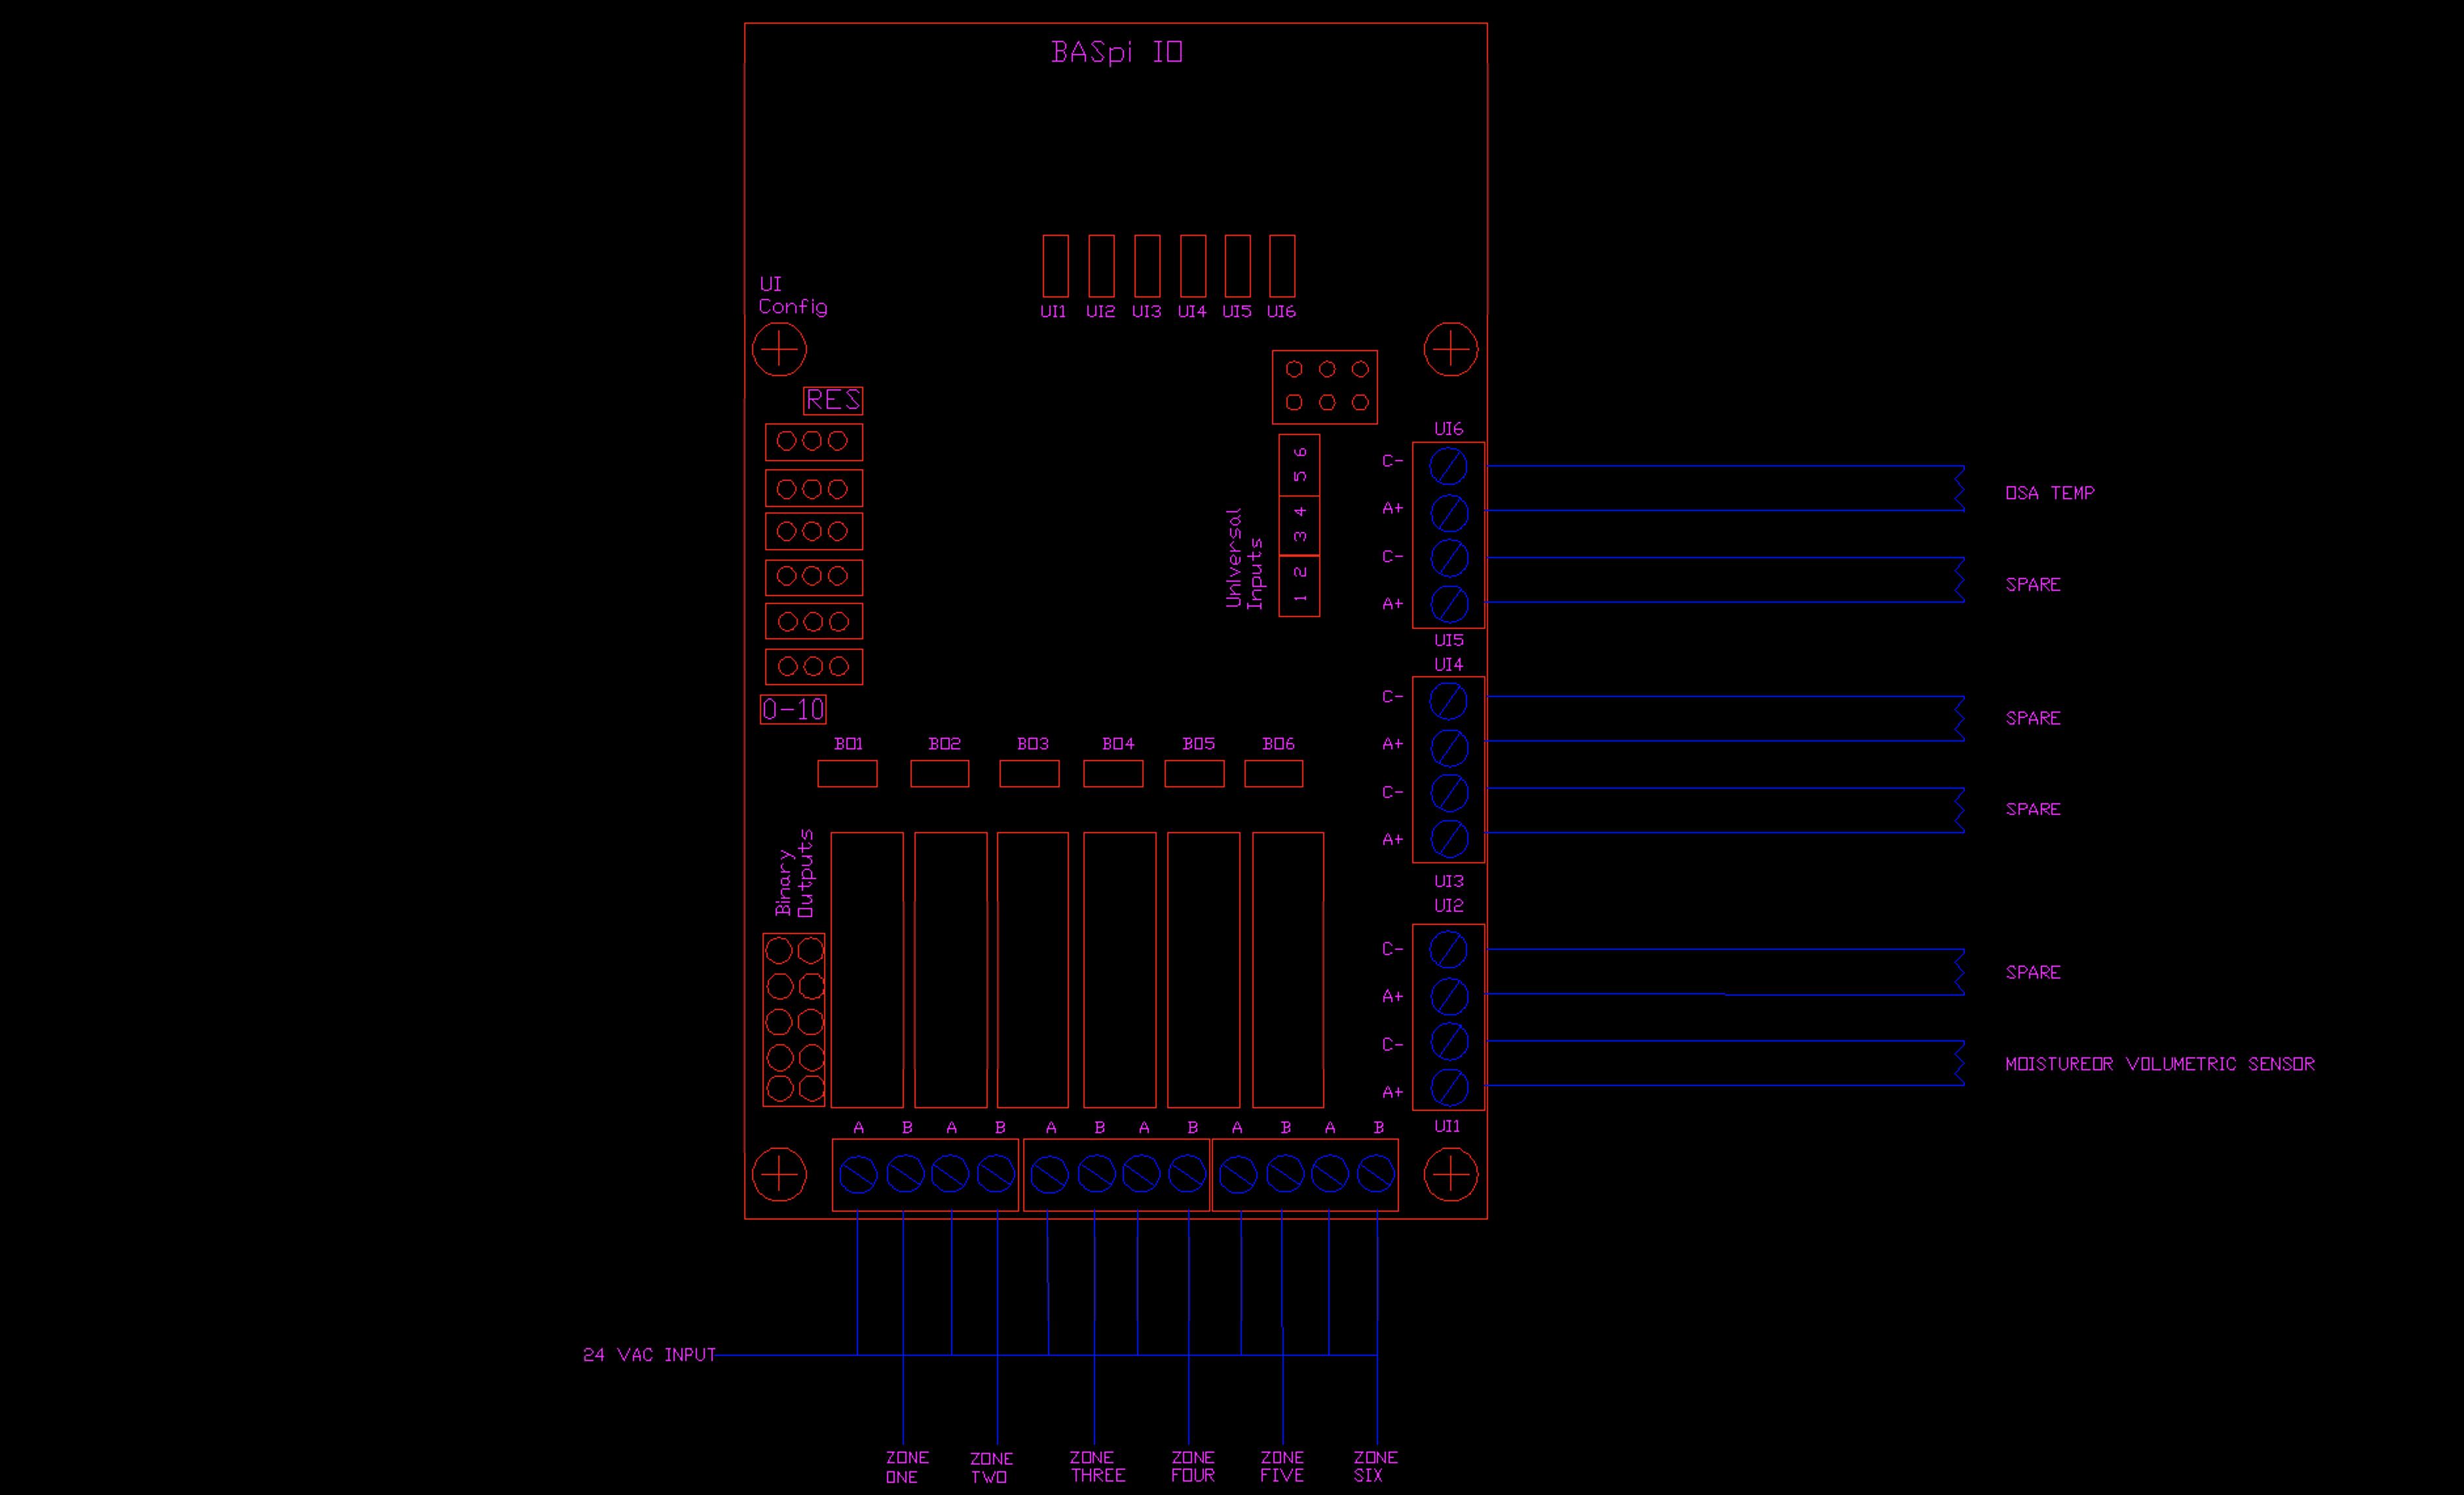 BASpi IO
UI
Config
UI1 UI2 UI3 UI4 UI5 UI6
RES
UI6
C-
A+
C-
A+
UI5
OSA TEMP
SPARE
5 6
3 4
1 2
Universal
Inputs
0-10
UI4
C-
A+
C-
A+
UI3
SPARE
SPARE
BO1 BO2 BO3 BO4 BO5 BO6
Binary
Outputs
UI2
C-
A+
C-
A+
UI1
SPARE
MOISTUREOR VOLUMETRIC SENSOR
A B A B A B A B A B A B
24 VAC INPUT
ZONE
ONE
ZONE
TWO
ZONE
THREE
ZONE
FOUR
ZONE
FIVE
ZONE
SIX